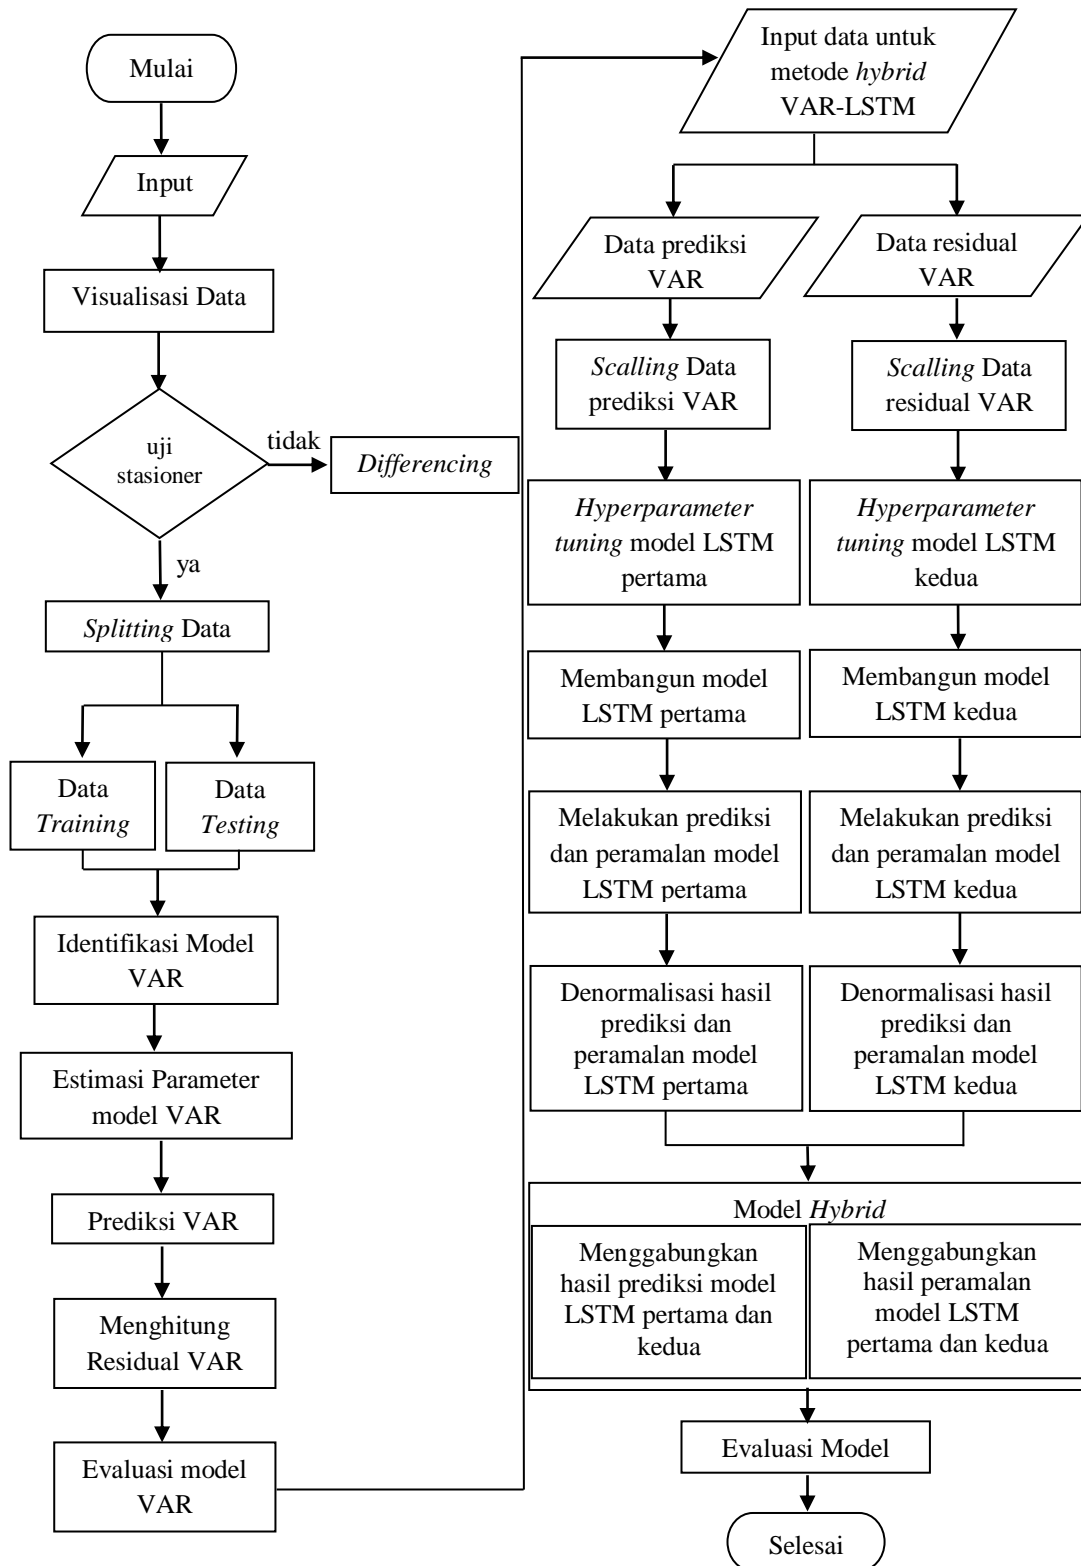 Mulai
Input
Visualisasi Data
uji
stasioner
tidak
Differencing
ya
Splitting Data
Data
Training
Data
Testing
Identifikasi Model
VAR
Estimasi Parameter
model VAR
Prediksi VAR
Menghitung
Residual VAR
Evaluasi model
VAR
Input data untuk
metode hybrid
VAR-LSTM
Data prediksi
VAR
Data residual
VAR
Scalling Data
prediksi VAR
Scalling Data
residual VAR
Hyperparameter
tuning model LSTM
pertama
Hyperparameter
tuning model LSTM
kedua
Membangun model
LSTM pertama
Membangun model
LSTM kedua
Melakukan prediksi
dan peramalan model
LSTM pertama
Melakukan prediksi
dan peramalan model
LSTM kedua
Denormalisasi hasil
prediksi dan
peramalan model
LSTM pertama
Denormalisasi hasil
prediksi dan
peramalan model
LSTM kedua
Model Hybrid
Menggabungkan
hasil prediksi model
LSTM pertama dan
kedua
Menggabungkan
hasil peramalan
model LSTM
pertama dan kedua
Evaluasi Model
Selesai